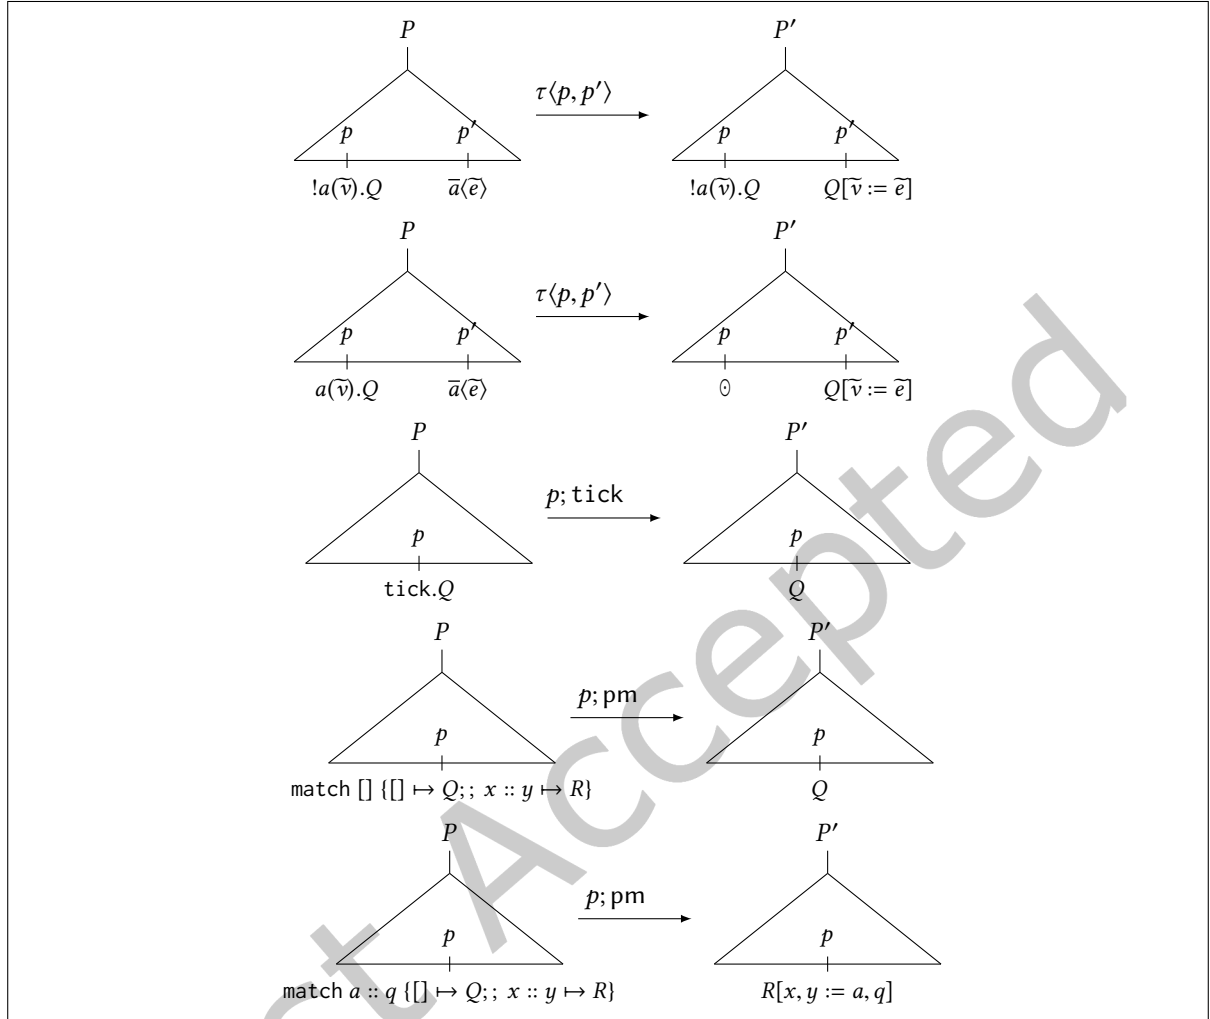 P P′
τ⟨p, p′⟩
p p′ p p′
!a(ṽ).Q a̅⟨ẽ⟩ !a(ṽ).Q Q[ṽ := ẽ]
P P′
τ⟨p, p′⟩
p p′ p p′
a(ṽ).Q a̅⟨ẽ⟩ ⊙ Q[ṽ := ẽ]
P P′
p; tick
p p
tick.Q Q
P P′
p; pm
p p
match [] {[] ↦ Q; ; x :: y ↦ R} Q
P P′
p; pm
p p
match a :: q {[] ↦ Q; ; x :: y ↦ R} R[x, y := a, q]
Accepted